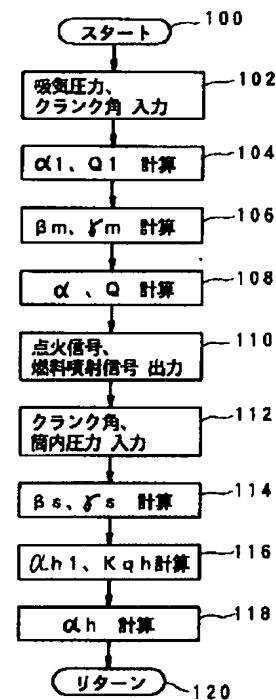 スタート
100
吸気圧力、
クランク角 入力
102
α1、Q1 計算
104
βm、γm 計算
106
α 、Q 計算
108
点火信号、
燃料噴射信号 出力
110
クランク角、
筒内圧力 入力
112
βs、γs 計算
114
αh1、Kqh計算
116
αh 計算
118
リターン
120